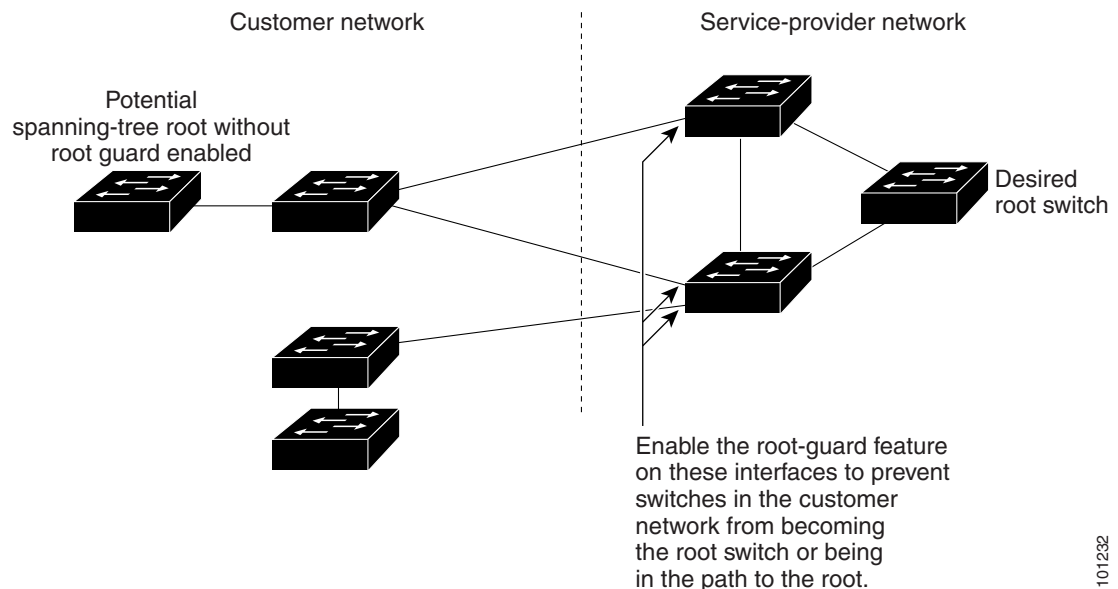 Customer network
Service-provider network
Potential
spanning-tree root without
root guard enabled
Desired
root switch
Enable the root-guard feature
on these interfaces to prevent
switches in the customer
network from becoming
the root switch or being
in the path to the root.
101232